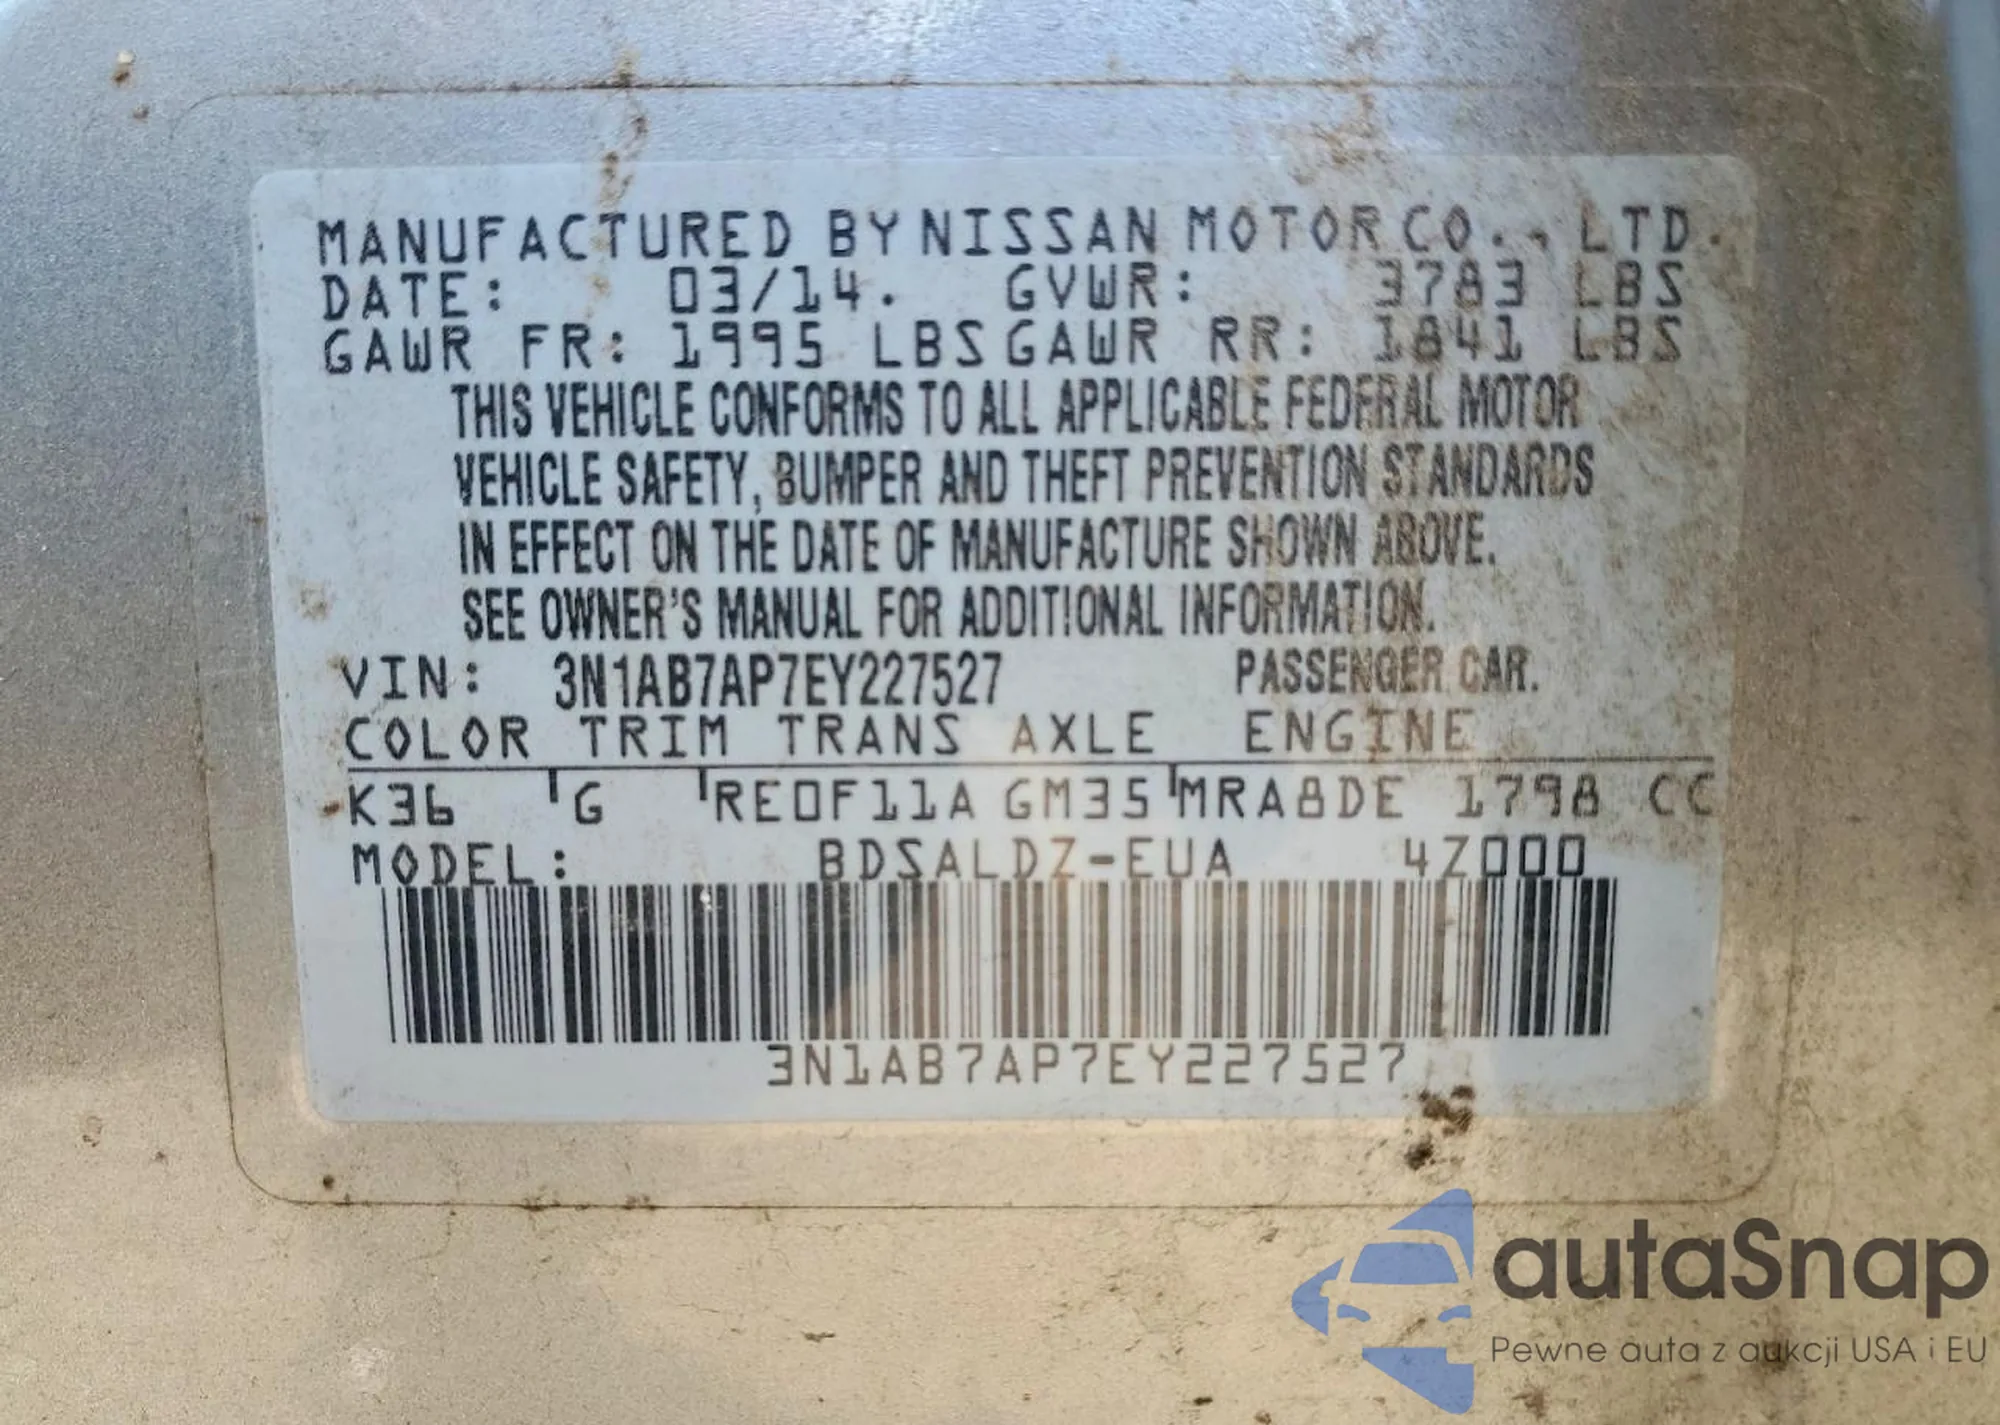 MANUFACTURED BY NISSAN MOTOR CO., LTD.
DATE: 03/14. GVWR: 3783 LBS
GAWR FR: 1995 LBS GAWR RR: 1841 LBS
THIS VEHICLE CONFORMS TO ALL APPLICABLE FEDERAL MOTOR
VEHICLE SAFETY, BUMPER AND THEFT PREVENTION STANDARDS
IN EFFECT ON THE DATE OF MANUFACTURE SHOWN ABOVE.
SEE OWNER'S MANUAL FOR ADDITIONAL INFORMATION.
VIN: 3N1AB7AP7EY227527 PASSENGER CAR.
COLOR TRIM TRANS AXLE ENGINE
K36 G RE0F11A GM35 MRA8DE 1798 CC
MODEL: BDSALDZ-EUA 4Z000
3N1AB7AP7EY227527
autaSnap
Pewne auta z aukcji USA i EU